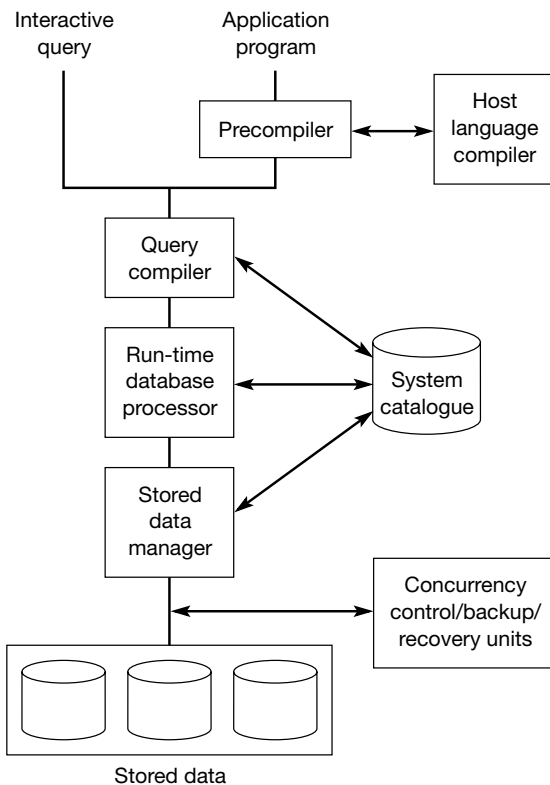 Interactive
query
Application
program
Precompiler
Host
language
compiler
Query
compiler
Run-time
database
processor
System
catalogue
Stored
data
manager
Concurrency
control/backup/
recovery units
Stored data